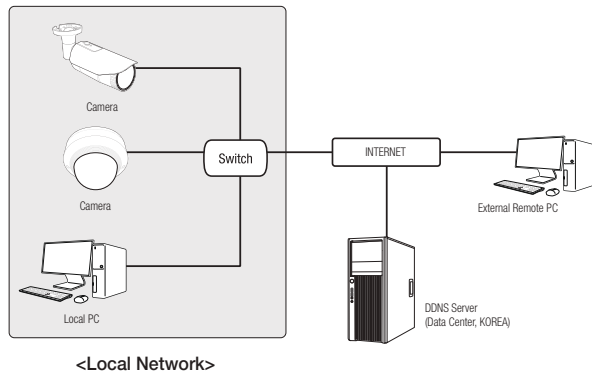 Camera
Switch
INTERNET
Camera
External Remote PC
DDNS Server
(Data Center, KOREA)
Local PC
<Local Network>